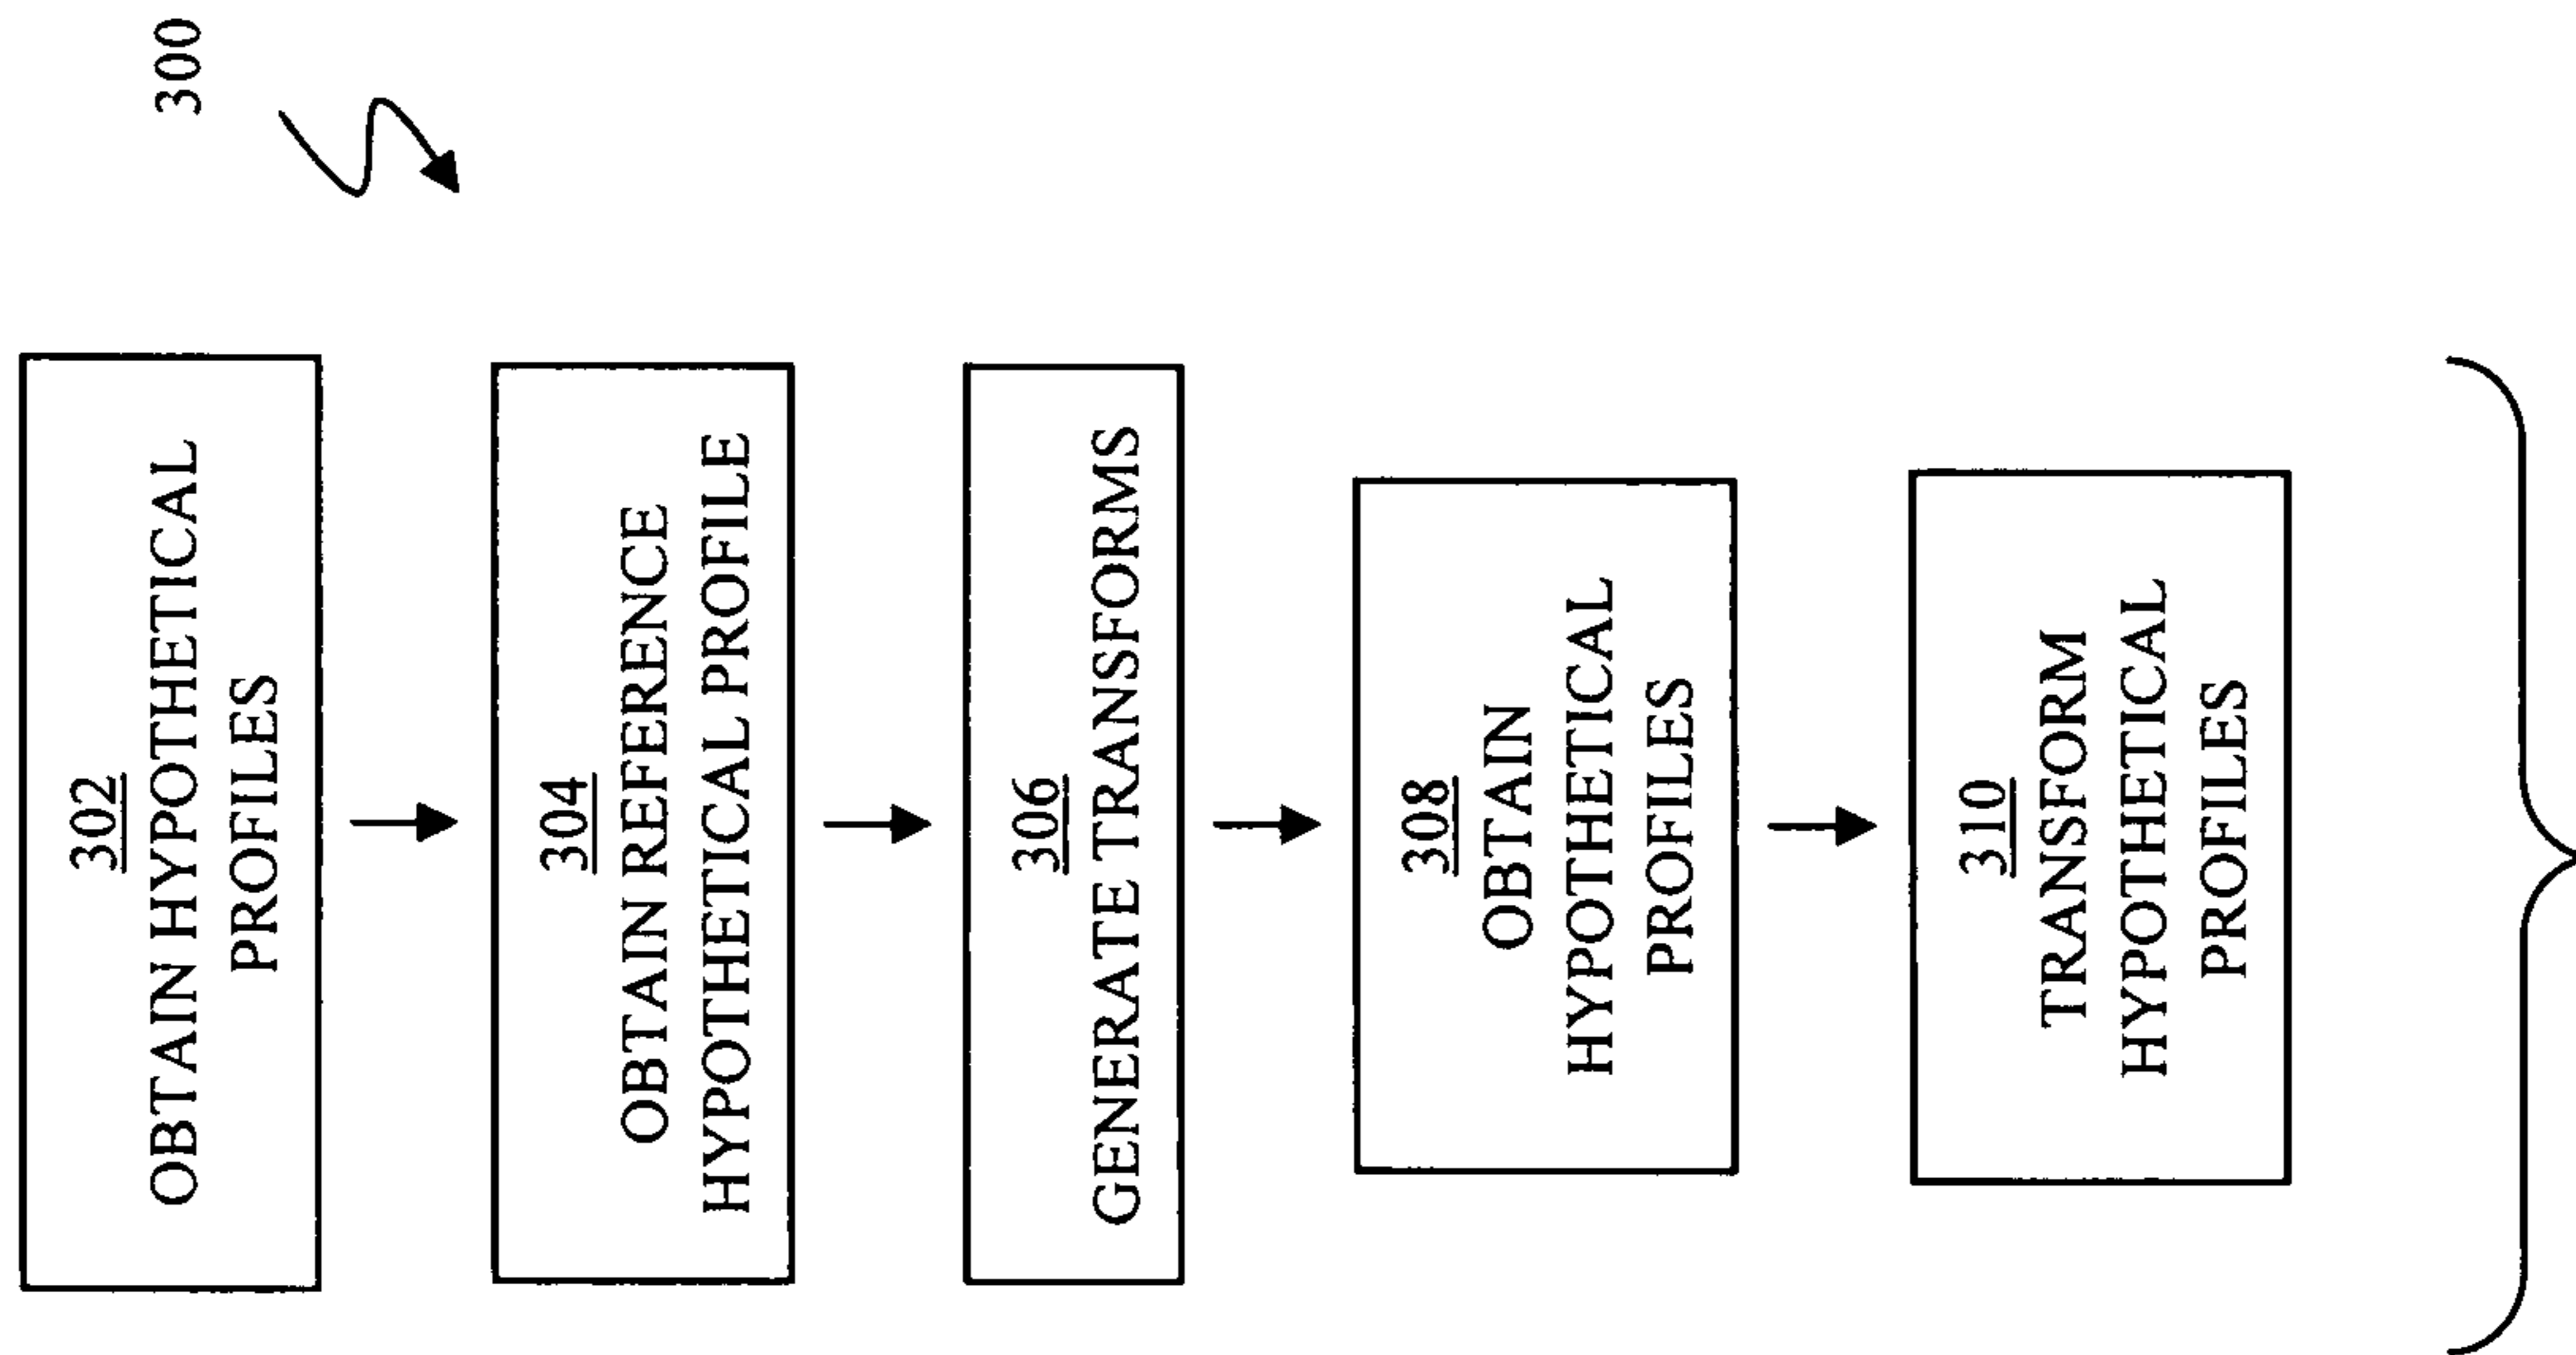 300
302
OBTAIN HYPOTHETICAL
PROFILES
304
OBTAIN REFERENCE
HYPOTHETICAL PROFILE
306
GENERATE TRANSFORMS
308
OBTAIN
HYPOTHETICAL
PROFILES
310
TRANSFORM
HYPOTHETICAL
PROFILES